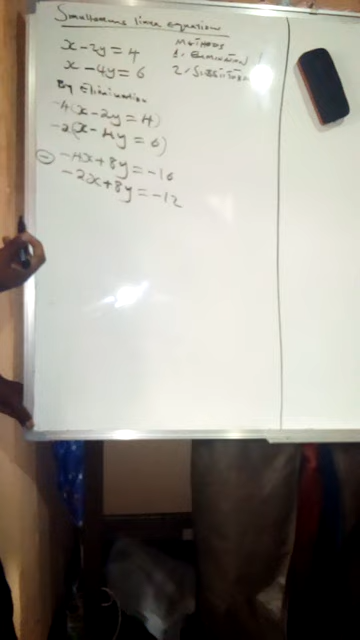 Simultaneous linear equation
x - 2y = 4
x - 4y = 6
METHODS
1. ELIMINATION
2. SUBSTITUTION
By Elimination
-4(x - 2y = 4)
-2(x - 4y = 6)
- -4x + 8y = -16
-2x + 8y = -12